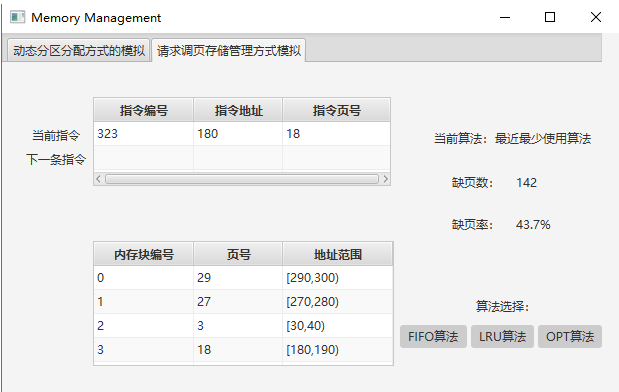 Memory Management
动态分区分配方式的模拟 请求调页存储管理方式模拟
指令编号 指令地址 指令页号
当前指令 323 180 18
下一条指令
当前算法： 最近最少使用算法
缺页数： 142
缺页率： 43.7%
内存块编号 页号 地址范围
0 29 [290,300)
1 27 [270,280)
2 3 [30,40)
3 18 [180,190)
算法选择：
FIFO算法 LRU算法 OPT算法